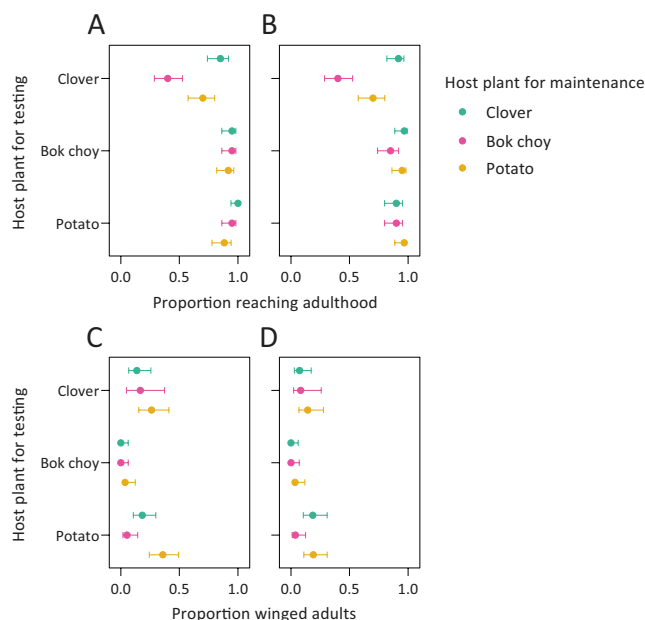 A
B
Host plant for testing
Clover
Bok choy
Potato
0.0 0.5 1.0 0.0 0.5 1.0
Proportion reaching adulthood
Host plant for maintenance
Clover
Bok choy
Potato
C
D
Host plant for testing
Clover
Bok choy
Potato
0.0 0.5 1.0 0.0 0.5 1.0
Proportion winged adults